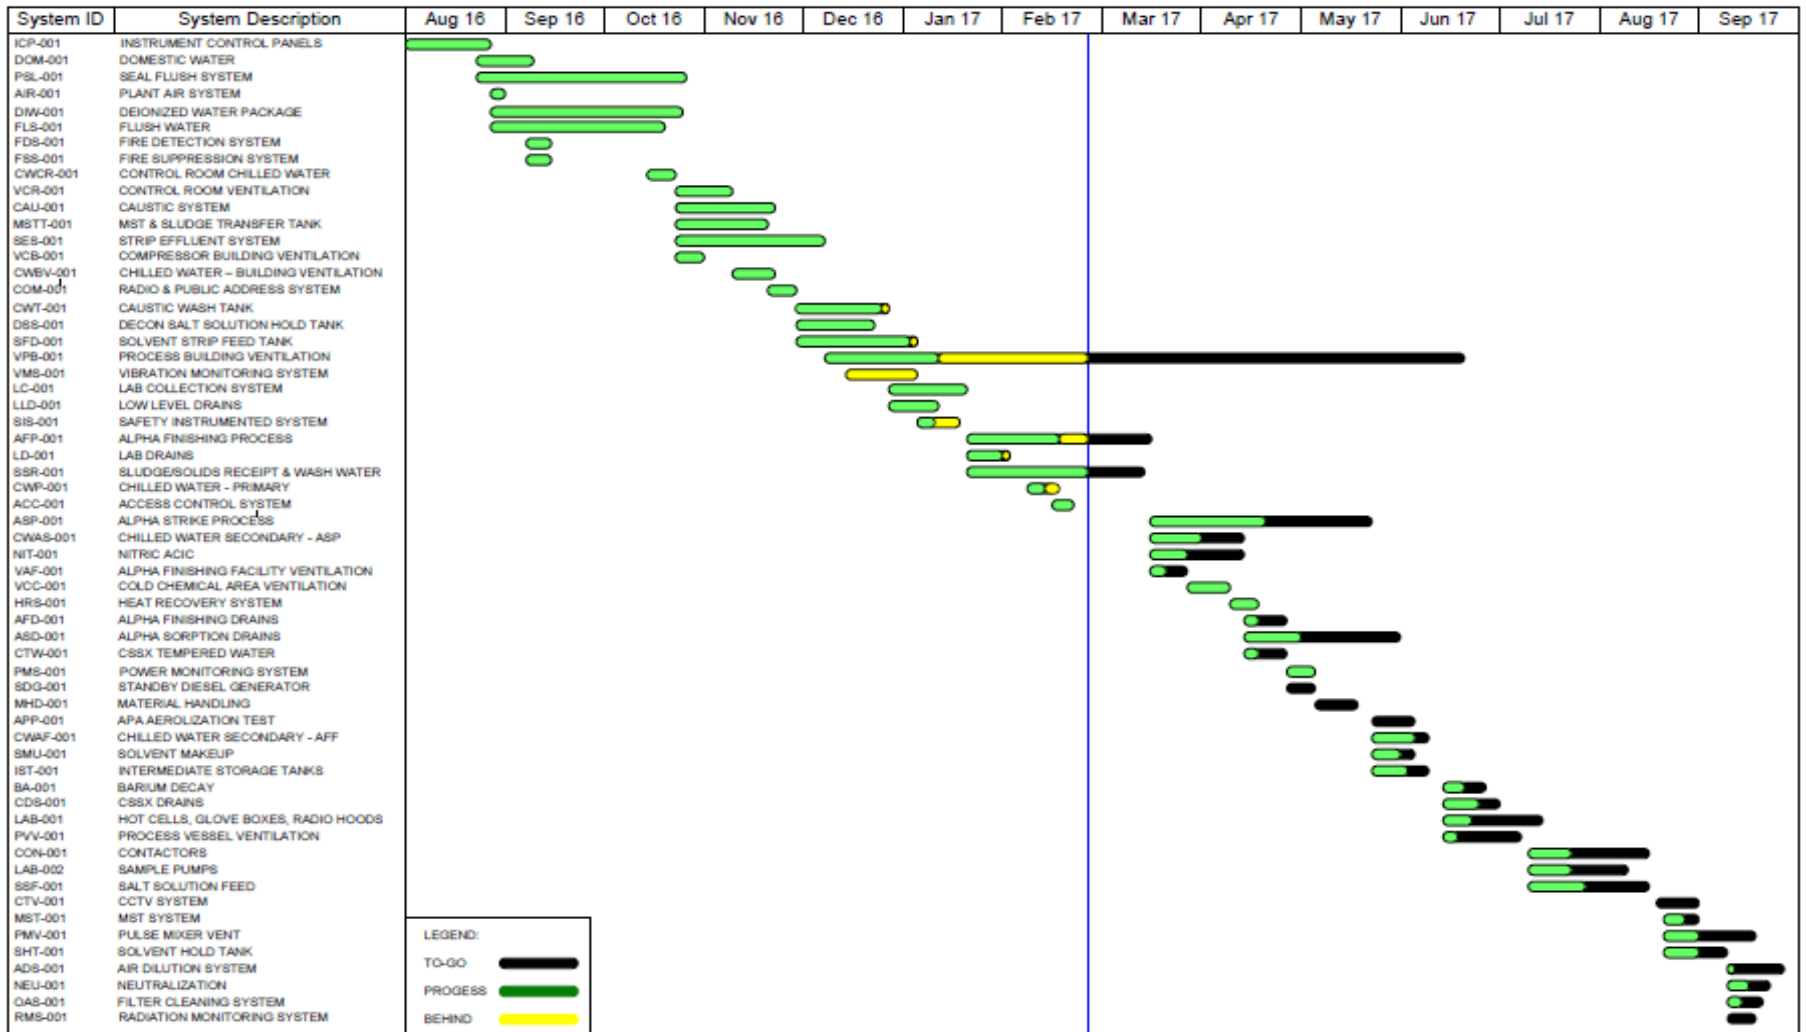 System ID System Description Aug 16 Sep 16 Oct 16 Nov 16 Dec 16 Jan 17 Feb 17 Mar 17 Apr 17 May 17 Jun 17 Jul 17 Aug 17 Sep 17
ICP-001 INSTRUMENT CONTROL PANELS
DOM-001 DOMESTIC WATER
PSL-001 SEAL FLUSH SYSTEM
AIR-001 PLANT AIR SYSTEM
DIW-001 DEIONIZED WATER PACKAGE
FLS-001 FLUSH WATER
FDS-001 FIRE DETECTION SYSTEM
FSS-001 FIRE SUPPRESSION SYSTEM
CWCR-001 CONTROL ROOM CHILLED WATER
VCR-001 CONTROL ROOM VENTILATION
CAU-001 CAUSTIC SYSTEM
MSTT-001 MST & SLUDGE TRANSFER TANK
SES-001 STRIP EFFLUENT SYSTEM
VCB-001 COMPRESSOR BUILDING VENTILATION
CWBV-001 CHILLED WATER – BUILDING VENTILATION
COM-001 RADIO & PUBLIC ADDRESS SYSTEM
CWT-001 CAUSTIC WASH TANK
DSS-001 DECON SALT SOLUTION HOLD TANK
SFD-001 SOLVENT STRIP FEED TANK
VPB-001 PROCESS BUILDING VENTILATION
VMS-001 VIBRATION MONITORING SYSTEM
LC-001 LAB COLLECTION SYSTEM
LLD-001 LOW LEVEL DRAINS
SIS-001 SAFETY INSTRUMENTED SYSTEM
AFP-001 ALPHA FINISHING PROCESS
LD-001 LAB DRAINS
SSR-001 SLUDGE/SOLIDS RECEIPT & WASH WATER
CWP-001 CHILLED WATER - PRIMARY
ACC-001 ACCESS CONTROL SYSTEM
ASP-001 ALPHA STRIKE PROCESS
CWAS-001 CHILLED WATER SECONDARY - ASP
NIT-001 NITRIC ACIC
VAF-001 ALPHA FINISHING FACILITY VENTILATION
VCC-001 COLD CHEMICAL AREA VENTILATION
HRS-001 HEAT RECOVERY SYSTEM
AFD-001 ALPHA FINISHING DRAINS
ASD-001 ALPHA SORPTION DRAINS
CTW-001 CSSX TEMPERED WATER
PMS-001 POWER MONITORING SYSTEM
SDG-001 STANDBY DIESEL GENERATOR
MHD-001 MATERIAL HANDLING
APP-001 APA AEROLIZATION TEST
CWAF-001 CHILLED WATER SECONDARY - AFF
SMU-001 SOLVENT MAKEUP
IST-001 INTERMEDIATE STORAGE TANKS
BA-001 BARIUM DECAY
CDS-001 CSSX DRAINS
LAB-001 HOT CELLS, GLOVE BOXES, RADIO HOODS
PVV-001 PROCESS VESSEL VENTILATION
CON-001 CONTACTORS
LAB-002 SAMPLE PUMPS
SSF-001 SALT SOLUTION FEED
CTV-001 CCTV SYSTEM
MST-001 MST SYSTEM
PMV-001 PULSE MIXER VENT
SHT-001 SOLVENT HOLD TANK
ADS-001 AIR DILUTION SYSTEM
NEU-001 NEUTRALIZATION
OAS-001 FILTER CLEANING SYSTEM
RMS-001 RADIATION MONITORING SYSTEM
LEGEND:
TO-GO
PROGESS
BEHIND